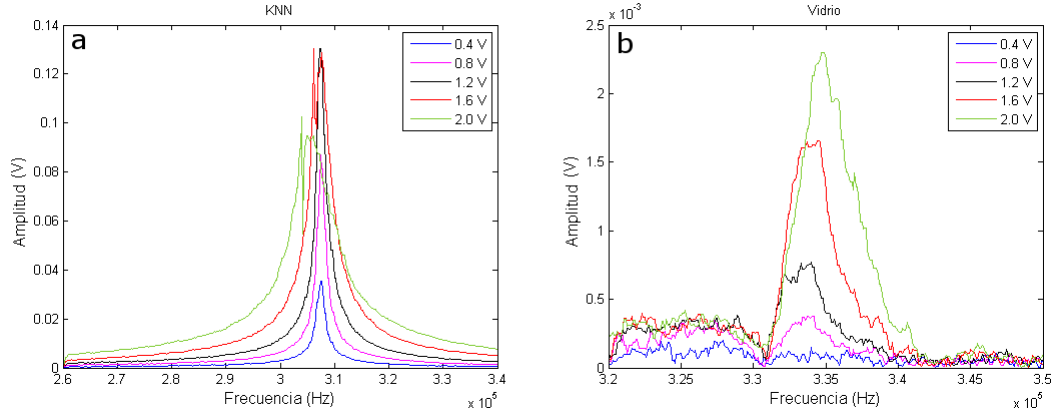 KNN
a
0.14
0.12
0.1
0.08
0.06
0.04
0.02
0
Amplitud (V)
0.4 V
0.8 V
1.2 V
1.6 V
2.0 V
2.6 2.7 2.8 2.9 3 3.1 3.2 3.3 3.4
x 10⁵
Frecuencia (Hz)
Vidrio
x 10⁻³
b
2.5
2
1.5
1
0.5
0
Amplitud (V)
0.4 V
0.8 V
1.2 V
1.6 V
2.0 V
3.2 3.25 3.3 3.35 3.4 3.45 3.5
x 10⁵
Frecuencia (Hz)